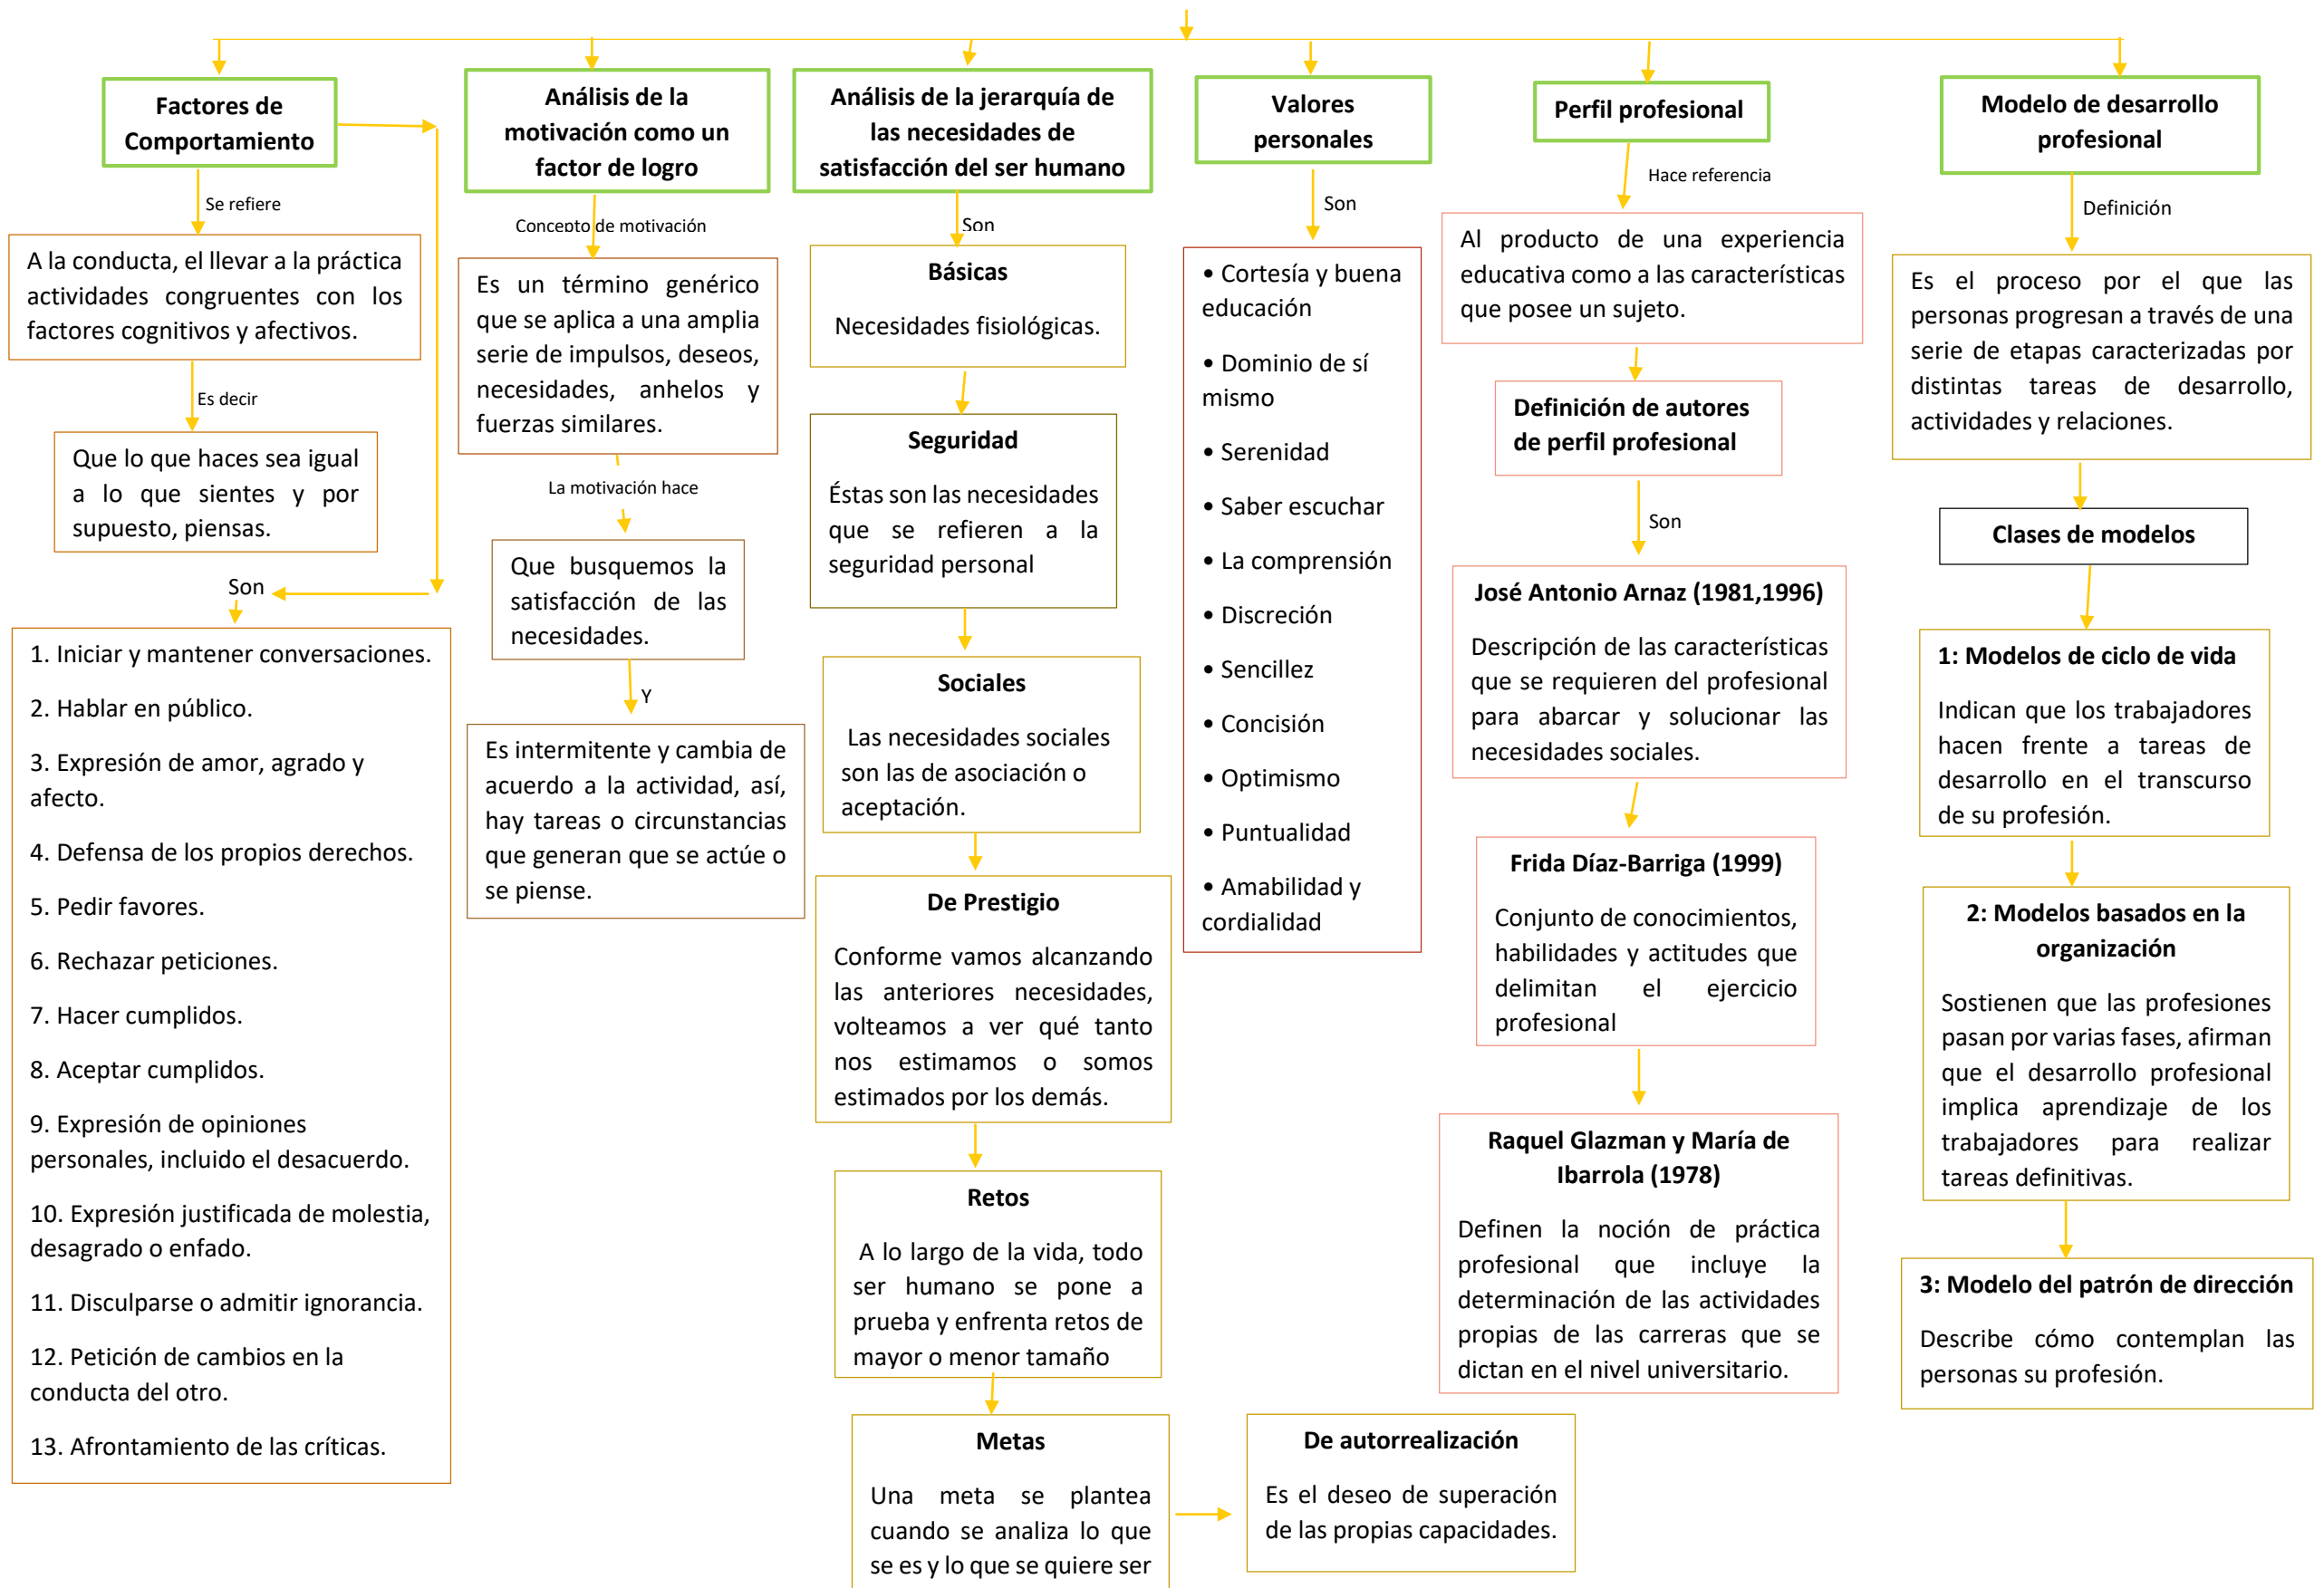 Factores de
Comportamiento
Se refiere
A la conducta, el llevar a la práctica
actividades congruentes con los
factores cognitivos y afectivos.
Es decir
Que lo que haces sea igual
a lo que sientes y por
supuesto, piensas.
Son
1. Iniciar y mantener conversaciones.
2. Hablar en público.
3. Expresión de amor, agrado y
afecto.
4. Defensa de los propios derechos.
5. Pedir favores.
6. Rechazar peticiones.
7. Hacer cumplidos.
8. Aceptar cumplidos.
9. Expresión de opiniones
personales, incluido el desacuerdo.
10. Expresión justificada de molestia,
desagrado o enfado.
11. Disculparse o admitir ignorancia.
12. Petición de cambios en la
conducta del otro.
13. Afrontamiento de las críticas.
Análisis de la
motivación como un
factor de logro
Concepto de motivación
Es un término genérico
que se aplica a una amplia
serie de impulsos, deseos,
necesidades, anhelos y
fuerzas similares.
La motivación hace
Que busquemos la
satisfacción de las
necesidades.
Y
Es intermitente y cambia de
acuerdo a la actividad, así,
hay tareas o circunstancias
que generan que se actúe o
se piense.
Análisis de la jerarquía de
las necesidades de
satisfacción del ser humano
Son
Básicas
Necesidades fisiológicas.
Seguridad
Éstas son las necesidades
que se refieren a la
seguridad personal
Sociales
Las necesidades sociales
son las de asociación o
aceptación.
De Prestigio
Conforme vamos alcanzando
las anteriores necesidades,
volteamos a ver qué tanto
nos estimamos o somos
estimados por los demás.
Retos
A lo largo de la vida, todo
ser humano se pone a
prueba y enfrenta retos de
mayor o menor tamaño
Metas
Una meta se plantea
cuando se analiza lo que
se es y lo que se quiere ser
De autorrealización
Es el deseo de superación
de las propias capacidades.
Valores
personales
Son
• Cortesía y buena
educación
• Dominio de sí
mismo
• Serenidad
• Saber escuchar
• La comprensión
• Discreción
• Sencillez
• Concisión
• Optimismo
• Puntualidad
• Amabilidad y
cordialidad
Perfil profesional
Hace referencia
Al producto de una experiencia
educativa como a las características
que posee un sujeto.
Definición de autores
de perfil profesional
Son
José Antonio Arnaz (1981,1996)
Descripción de las características
que se requieren del profesional
para abarcar y solucionar las
necesidades sociales.
Frida Díaz-Barriga (1999)
Conjunto de conocimientos,
habilidades y actitudes que
delimitan el ejercicio
profesional
Raquel Glazman y María de
Ibarrola (1978)
Definen la noción de práctica
profesional que incluye la
determinación de las actividades
propias de las carreras que se
dictan en el nivel universitario.
Modelo de desarrollo
profesional
Definición
Es el proceso por el que las
personas progresan a través de una
serie de etapas caracterizadas por
distintas tareas de desarrollo,
actividades y relaciones.
Clases de modelos
1: Modelos de ciclo de vida
Indican que los trabajadores
hacen frente a tareas de
desarrollo en el transcurso
de su profesión.
2: Modelos basados en la
organización
Sostienen que las profesiones
pasan por varias fases, afirman
que el desarrollo profesional
implica aprendizaje de los
trabajadores para realizar
tareas definitivas.
3: Modelo del patrón de dirección
Describe cómo contemplan las
personas su profesión.